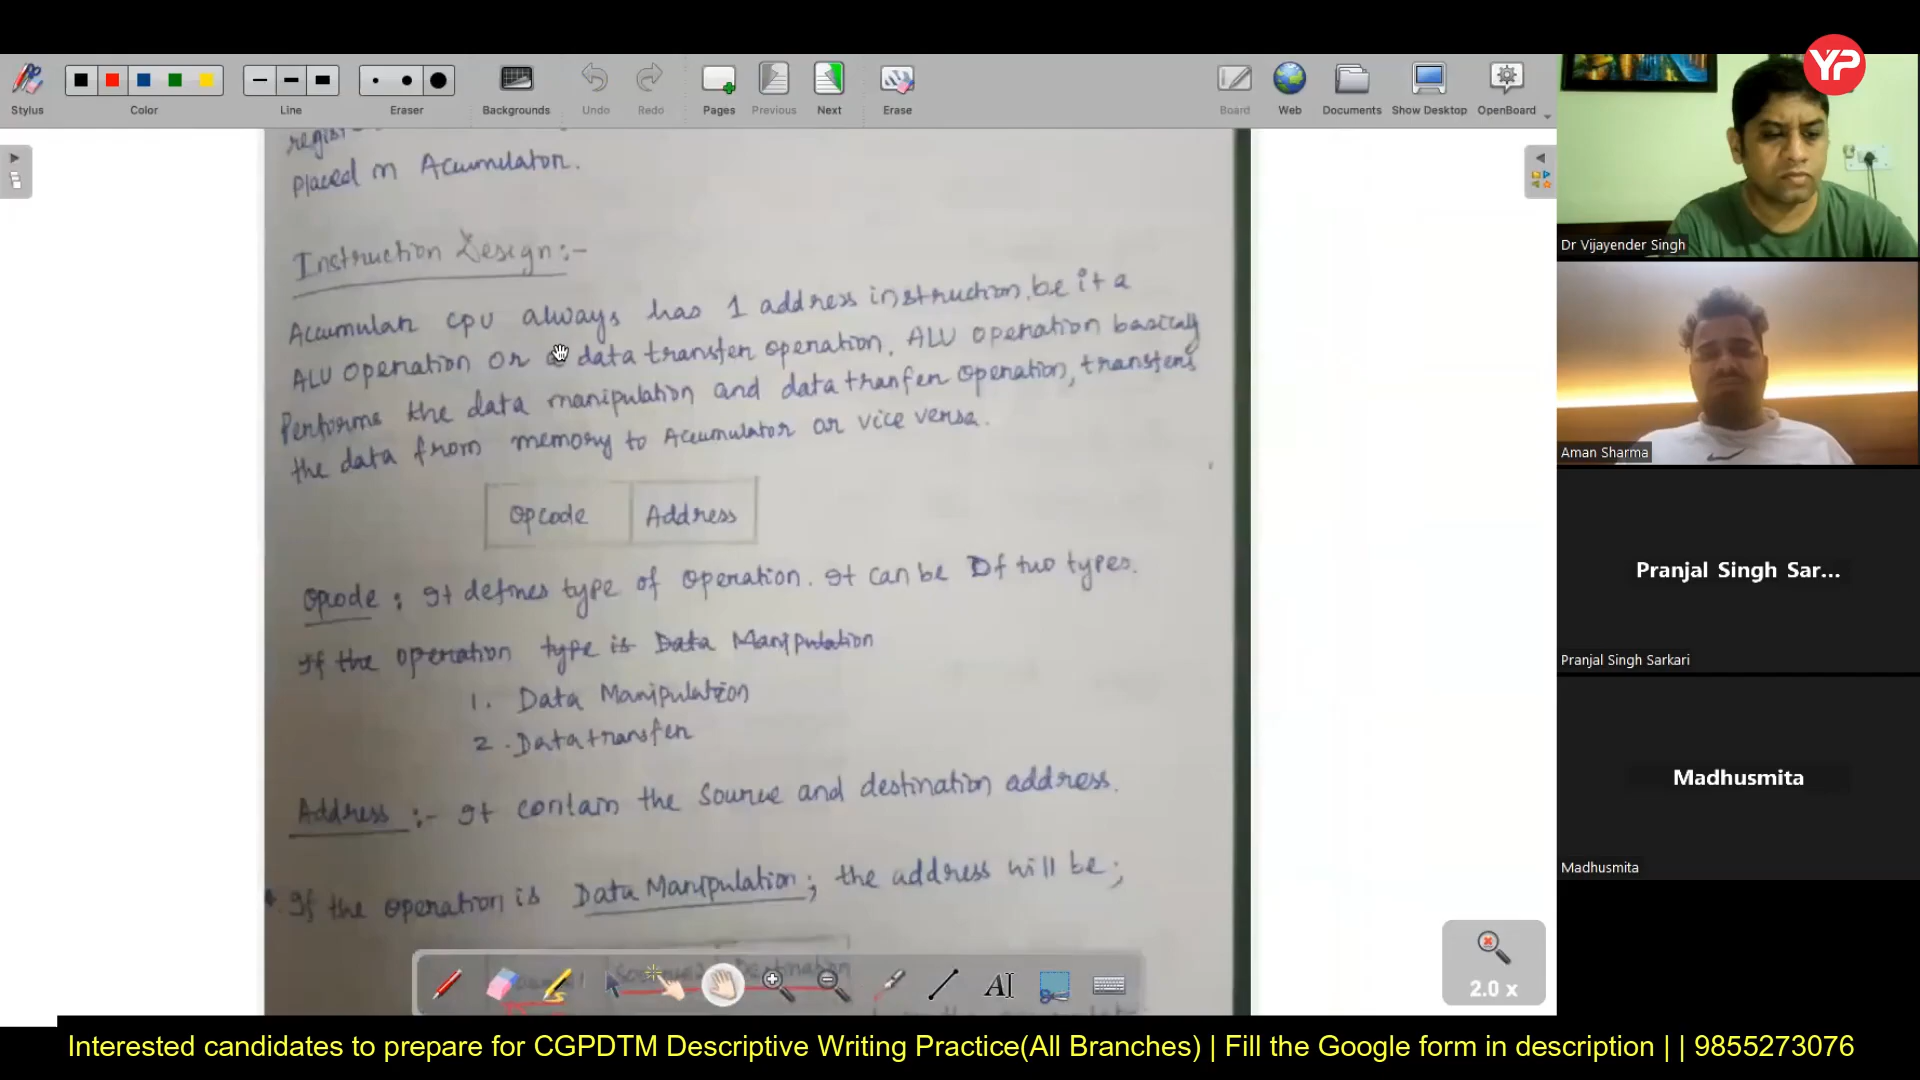 YP
Stylus
Color
Line
Eraser
Backgrounds
Undo
Redo
Pages
Previous
Next
Erase
Board
Web
Documents
Show Desktop
OpenBoard
placed in Acumulator.
Instruction Design:-
Accumulator CPU always has 1 address instruction, be it a
ALU operation or a data transfer operation. ALU operation basically
Performs the data manipulation and data tranfer operation, transfers
the data from memory to Accumulator or vice versa.
Opcode Address
Opcode : It defines type of operation. It can be Of two types.
If the operation type is Data Manipulation
1. Data Manipulation
2. Data transfer
Address :- It contain the source and destination address.
If the operation is Data Manipulation; the address will be;
Destination
2.0 x
Dr Vijayender Singh
Aman Sharma
Pranjal Singh Sar...
Pranjal Singh Sarkari
Madhusmita
Madhusmita
Interested candidates to prepare for CGPDTM Descriptive Writing Practice(All Branches) | Fill the Google form in description | | 9855273076